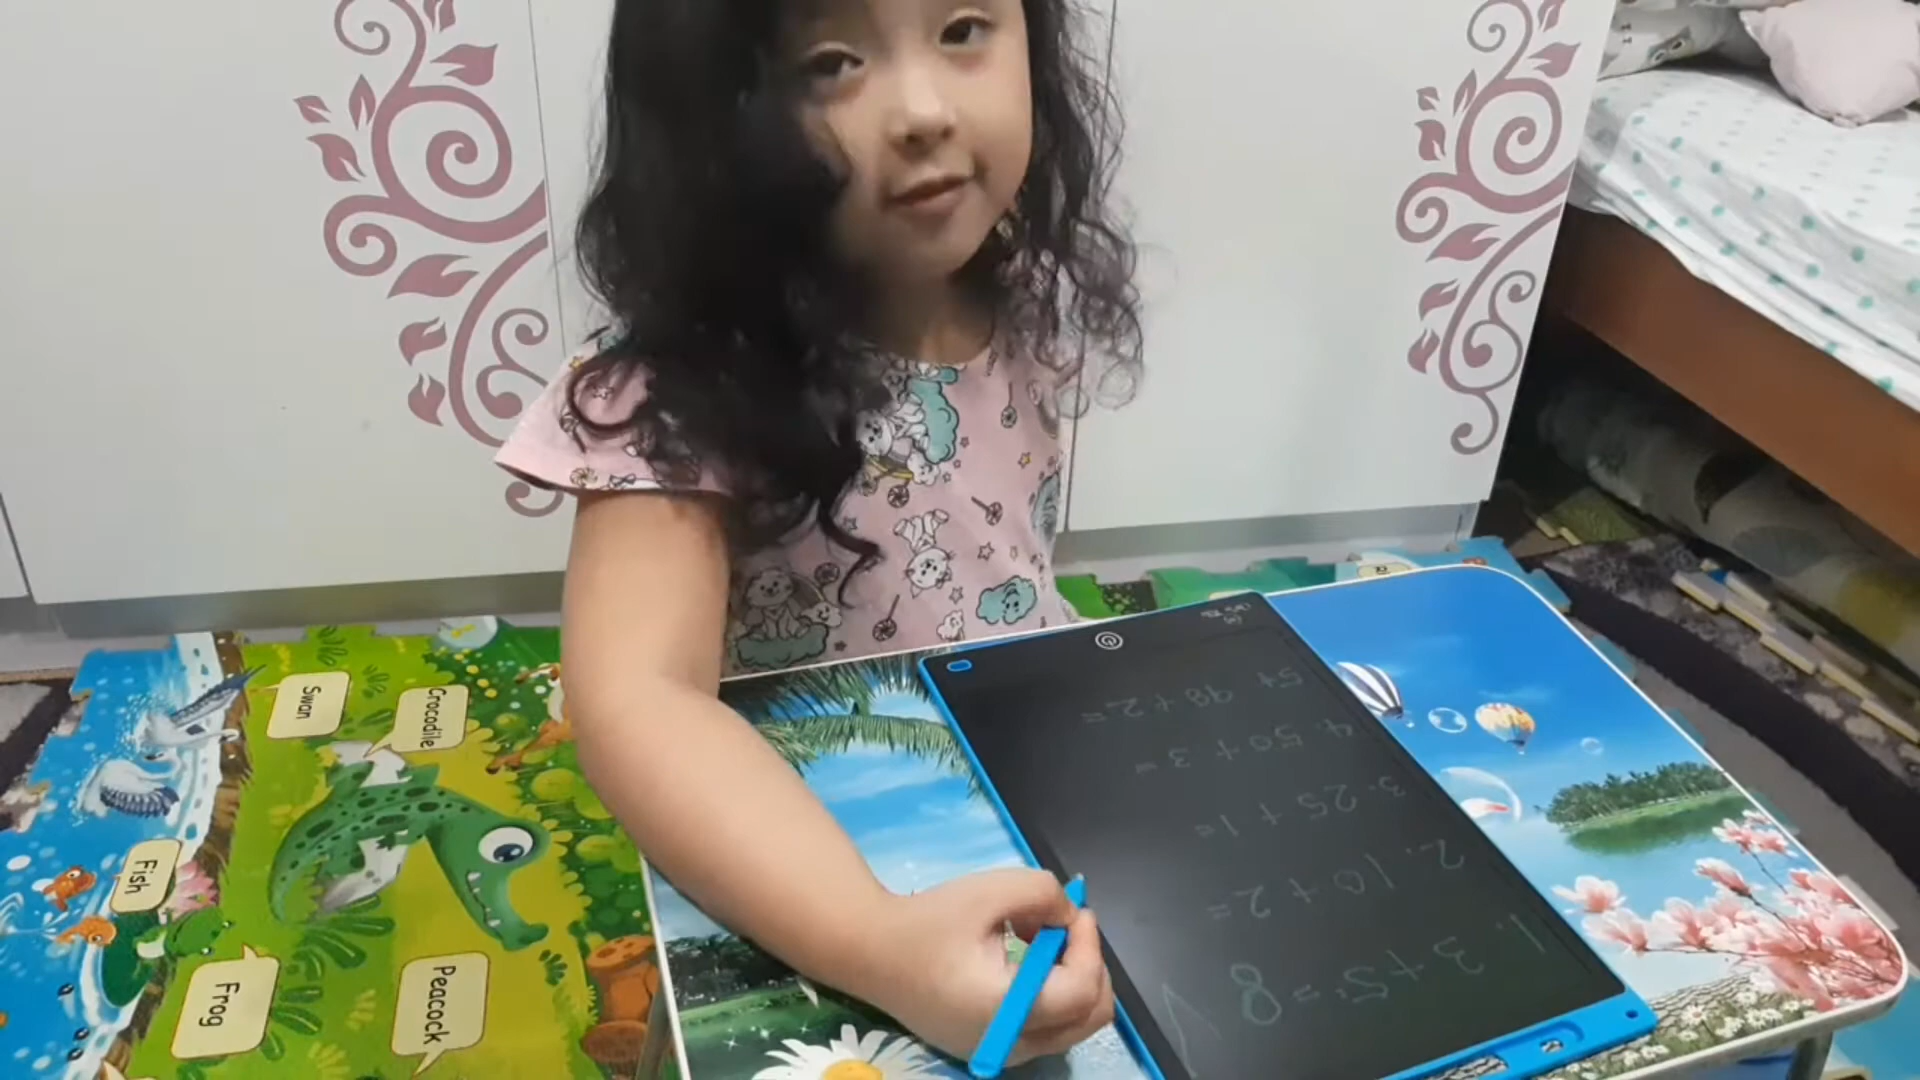 1. 3 + 5 = 8 √
2. 10 + 2 =
3. 25 + 1 =
4. 50 + 3 =
5. 98 + 2 =
Swan
Crocodile
Fish
Frog
Peacock